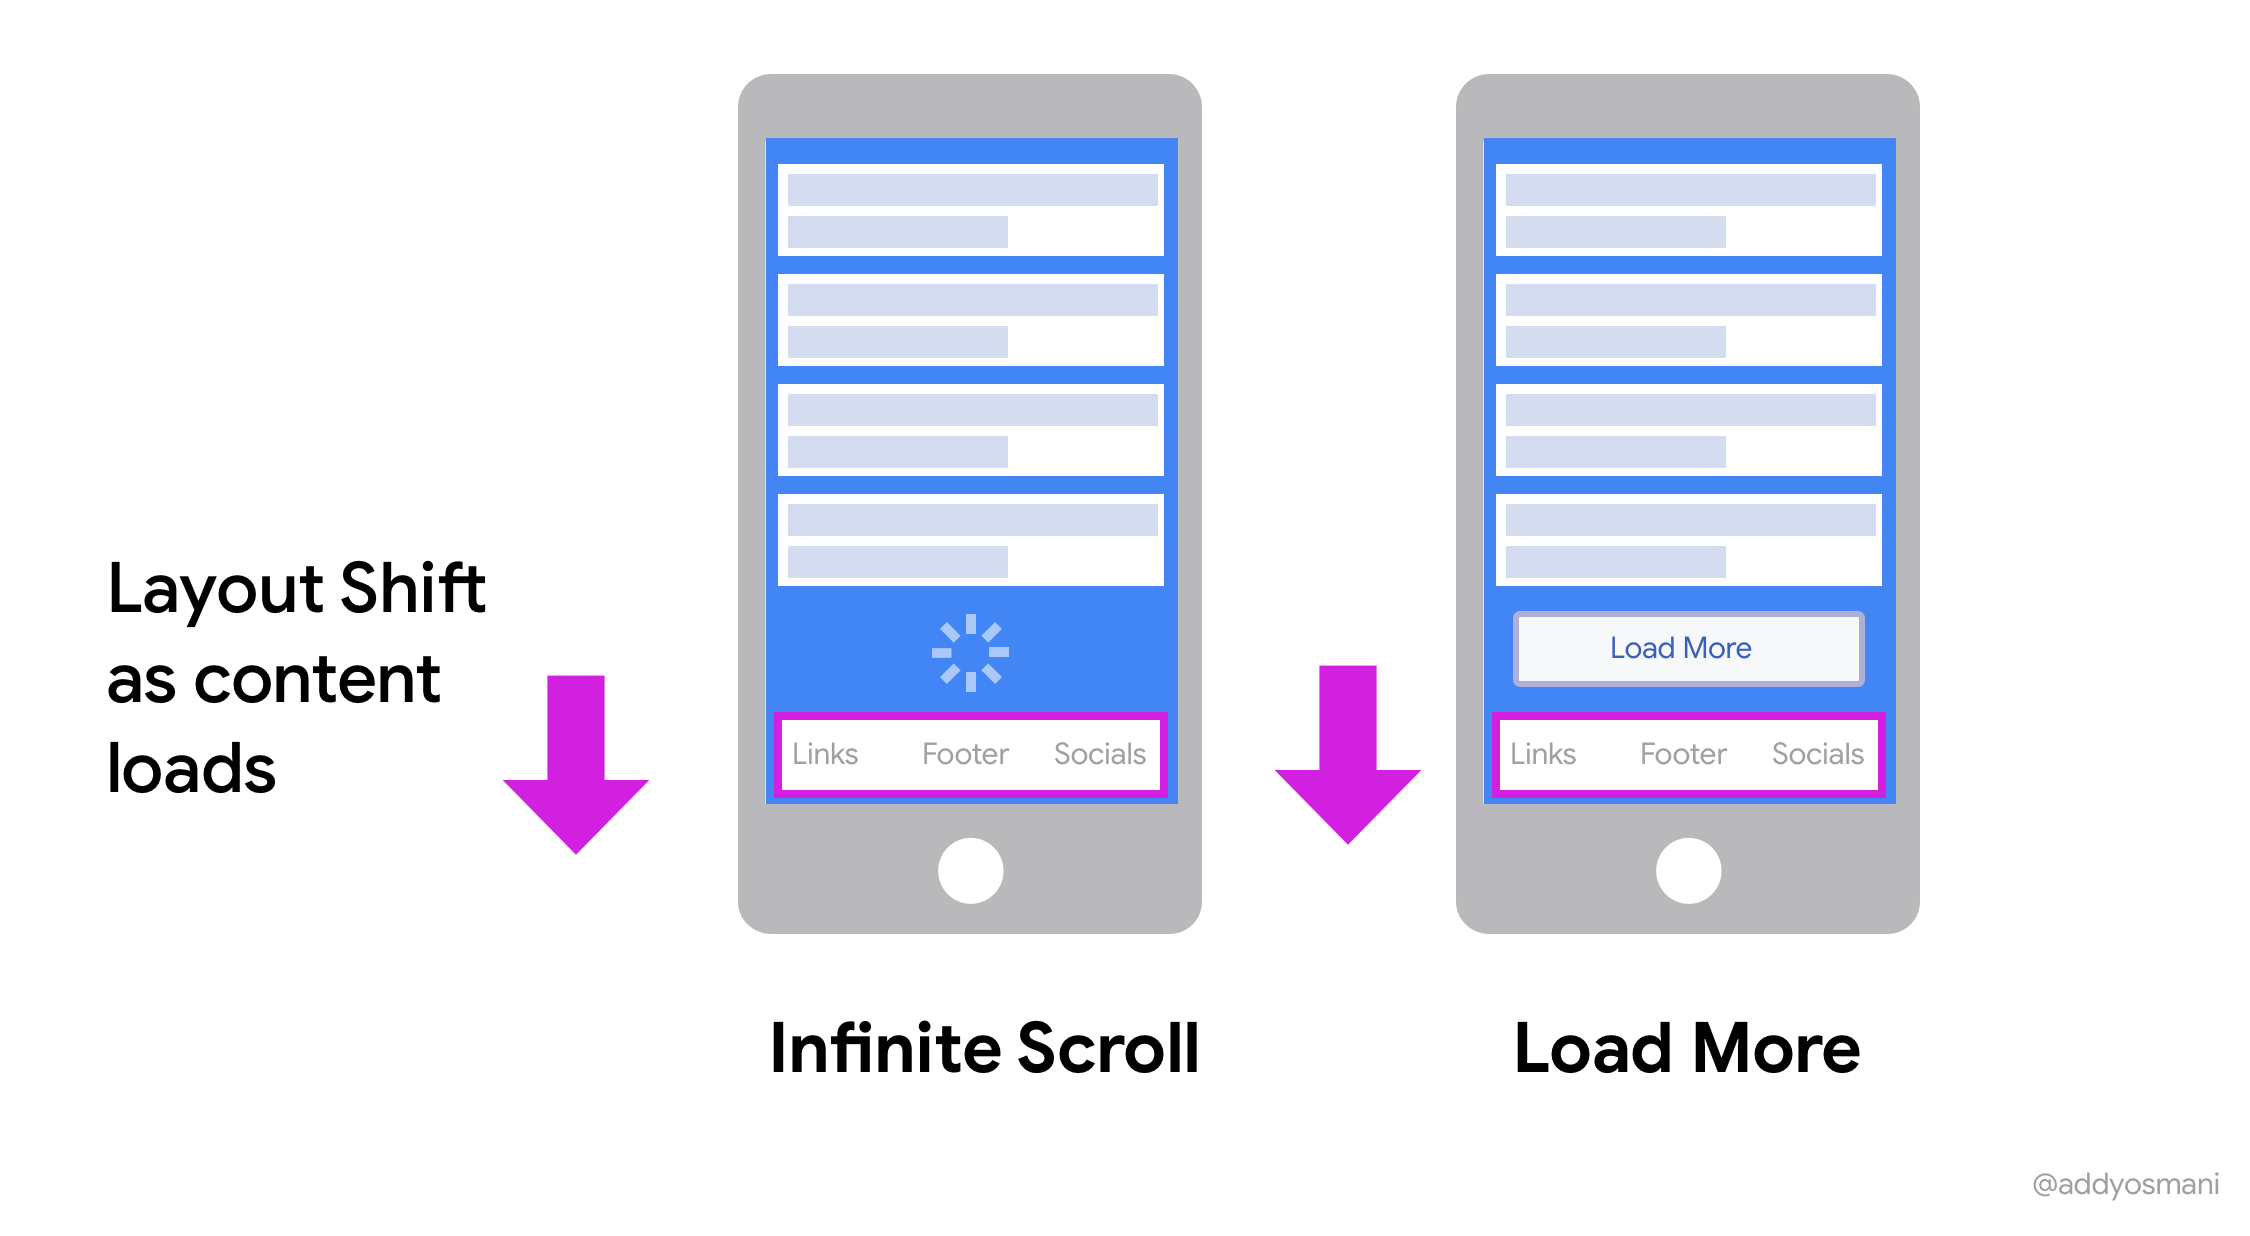 Layout Shift
as content
loads
Links Footer Socials
Infinite Scroll
Load More
Links Footer Socials
Load More
@addyosmani